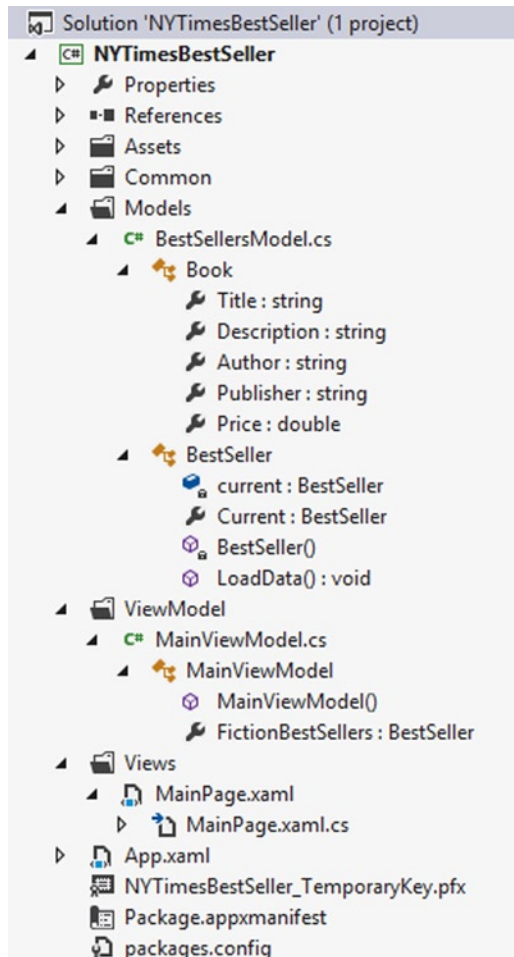 Solution 'NYTimesBestSeller' (1 project)
C# NYTimesBestSeller
Properties
References
Assets
Common
Models
C# BestSellersModel.cs
Book
Title : string
Description : string
Author : string
Publisher : string
Price : double
BestSeller
current : BestSeller
Current : BestSeller
BestSeller()
LoadData() : void
ViewModel
C# MainViewModel.cs
MainViewModel
MainViewModel()
FictionBestSellers : BestSeller
Views
MainPage.xaml
MainPage.xaml.cs
App.xaml
NYTimesBestSeller_TemporaryKey.pfx
Package.appxmanifest
packages.config